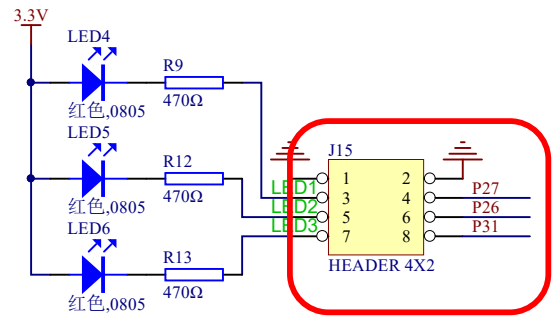 3.3V
LED4
R9
470Ω
红色,0805
LED5
R12
470Ω
红色,0805
LED6
R13
470Ω
红色,0805
J15
1 2
LED1 3 4 P27
LED2 5 6 P26
LED3 7 8 P31
HEADER 4X2